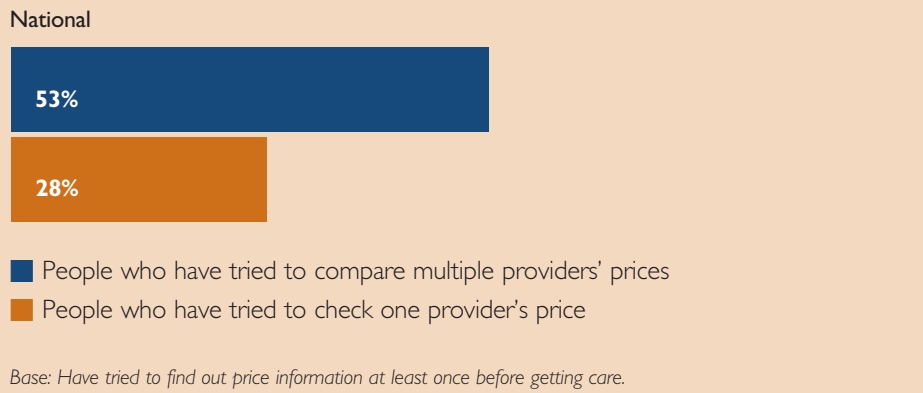 National
53%
28%
People who have tried to compare multiple providers’ prices
People who have tried to check one provider’s price
Base: Have tried to find out price information at least once before getting care.